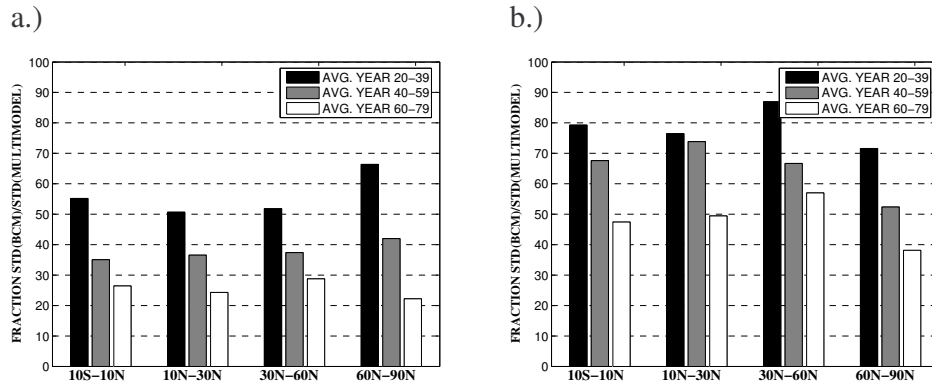 a.)
FRACTION STD(BCM)/STD(MULTIMODEL)
100
90
80
70
60
50
40
30
20
10
0
AVG. YEAR 20-39
AVG. YEAR 40-59
AVG. YEAR 60-79
10S-10N 10N-30N 30N-60N 60N-90N
b.)
FRACTION STD(BCM)/STD(MULTIMODEL)
100
90
80
70
60
50
40
30
20
10
0
AVG. YEAR 20-39
AVG. YEAR 40-59
AVG. YEAR 60-79
10S-10N 10N-30N 30N-60N 60N-90N